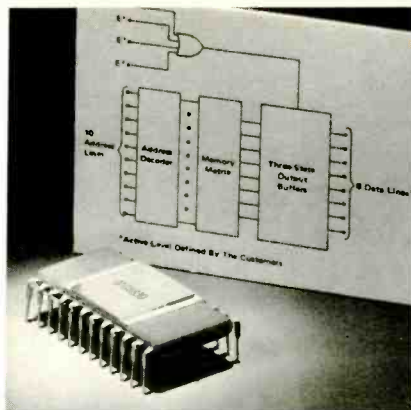 E*
E*
E*
10
Address
Lines
Address
Decoder
Memory
Matrix
Three-State
Output
Buffers
8 Data Lines
*Active Level Defined By The Customers